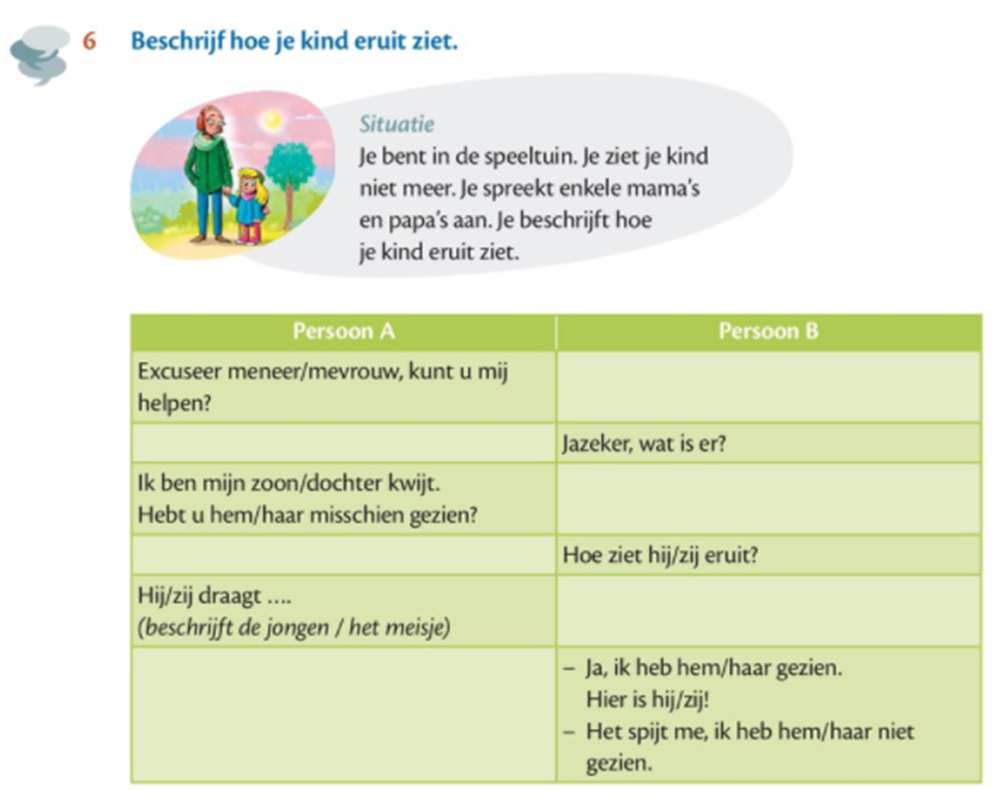 6 Beschrijf hoe je kind eruit ziet.
Situatie
Je bent in de speeltuin. Je ziet je kind
niet meer. Je spreekt enkele mama's
en papa's aan. Je beschrijft hoe
je kind eruit ziet.
Persoon A Persoon B
Excuseer meneer/mevrouw, kunt u mij
helpen?
Jazeker, wat is er?
Ik ben mijn zoon/dochter kwijt.
Hebt u hem/haar misschien gezien?
Hoe ziet hij/zij eruit?
Hij/zij draagt ....
(beschrijft de jongen / het meisje)
– Ja, ik heb hem/haar gezien.
Hier is hij/zij!
– Het spijt me, ik heb hem/haar niet
gezien.